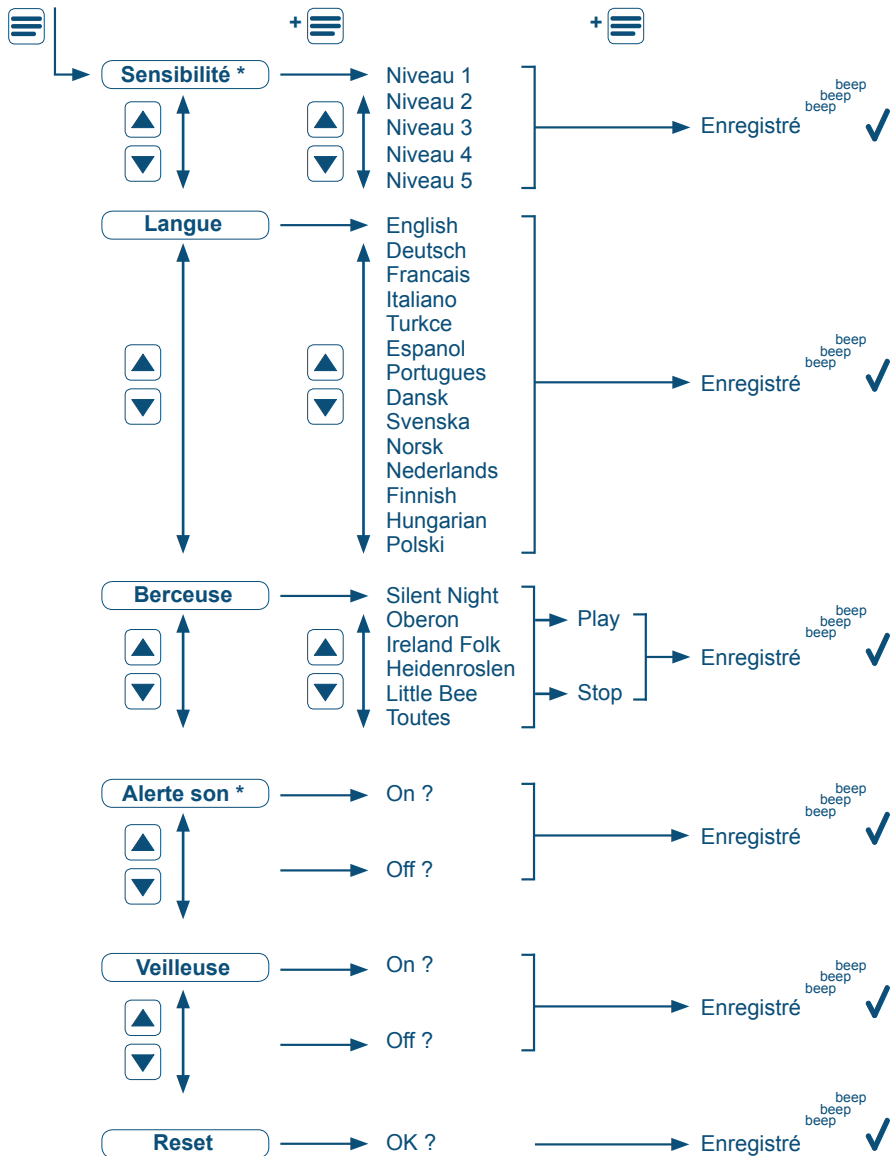 +
+
Sensibilité *
Niveau 1
Niveau 2
Niveau 3
Niveau 4
Niveau 5
Enregistré
beep
beep
beep
Langue
English
Deutsch
Francais
Italiano
Turkce
Espanol
Portugues
Dansk
Svenska
Norsk
Nederlands
Finnish
Hungarian
Polski
Enregistré
beep
beep
beep
Berceuse
Silent Night
Oberon
Ireland Folk
Heidenroslen
Little Bee
Toutes
Play
Stop
Enregistré
beep
beep
beep
Alerte son *
On ?
Off ?
Enregistré
beep
beep
beep
Veilleuse
On ?
Off ?
Enregistré
beep
beep
beep
Reset
OK ?
Enregistré
beep
beep
beep